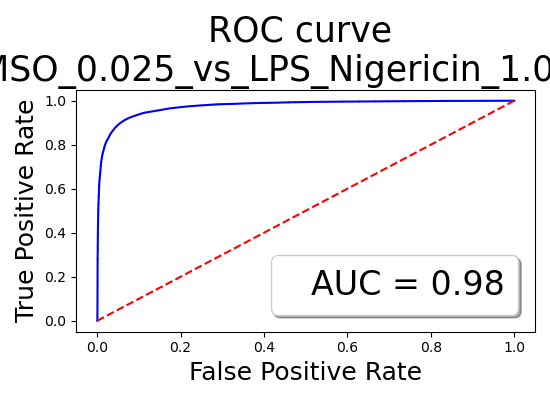 ROC curve
MSO_0.025_vs_LPS_Nigericin_1.0
True Positive Rate
1.0
0.8
0.6
0.4
0.2
0.0
AUC = 0.98
0.0 0.2 0.4 0.6 0.8 1.0
False Positive Rate